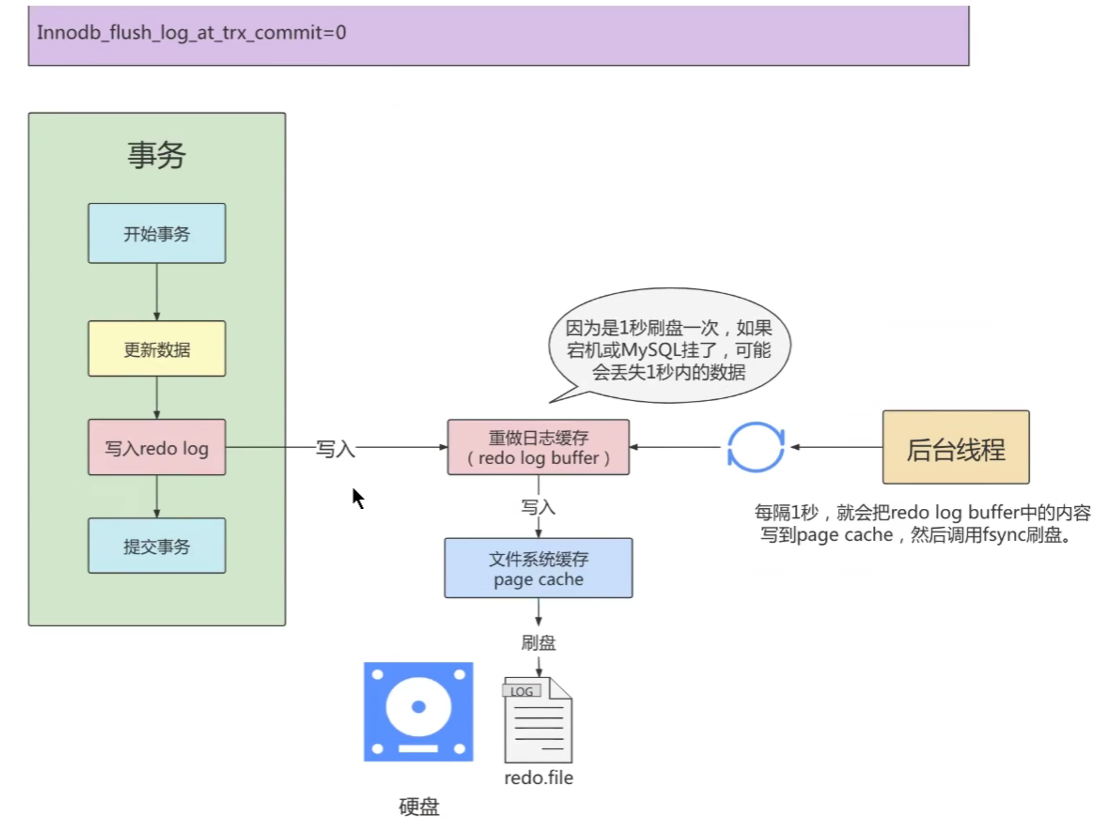 Innodb_flush_log_at_trx_commit=0
事务
开始事务
更新数据
写入redo log
提交事务
写入
因为是1秒刷盘一次，如果
宕机或MySQL挂了，可能
会丢失1秒内的数据
重做日志缓存
（redo log buffer）
写入
文件系统缓存
page cache
刷盘
LOG
redo.file
硬盘
后台线程
每隔1秒，就会把redo log buffer中的内容
写到page cache，然后调用fsync刷盘。